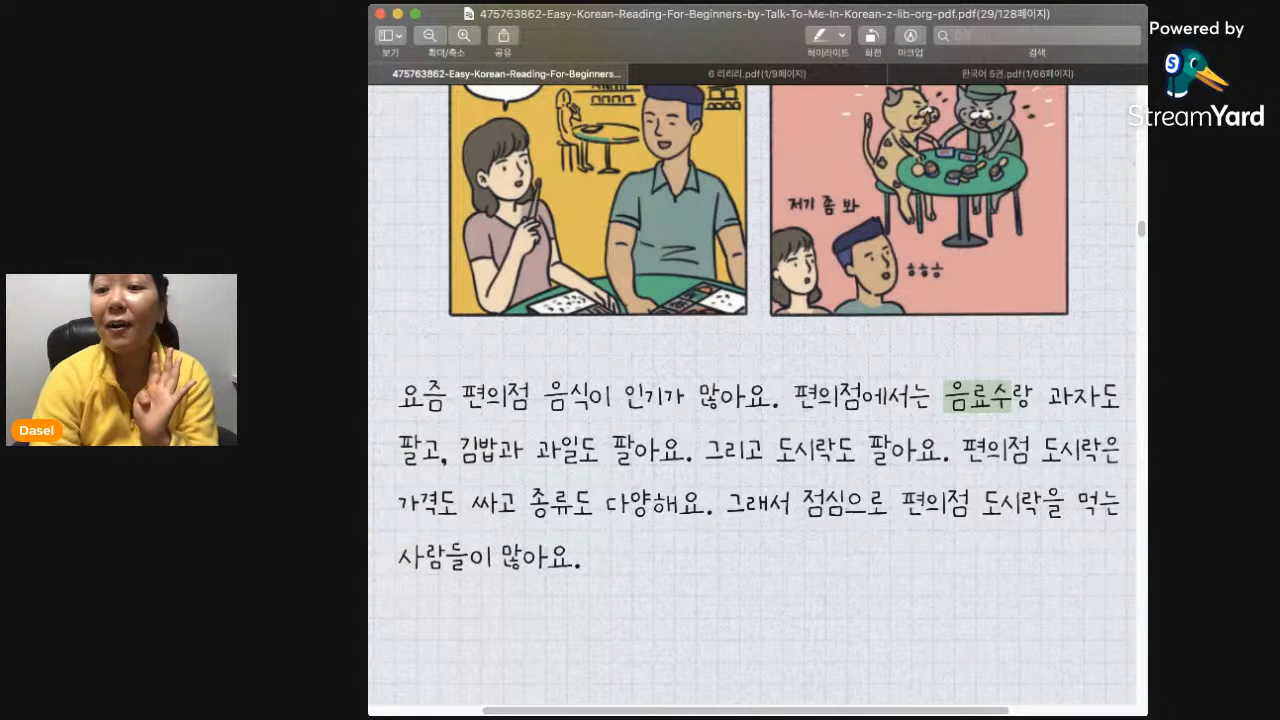 475763862-Easy-Korean-Reading-For-Beginners-by-Talk-To-Me-In-Korean-z-lib-org-pdf.pdf(29/128페이지)
보기
확대/축소
공유
하이라이트
회전
마크업
검색
475763862-Easy-Korean-Reading-For-Beginners...
6 리리리.pdf(1/9페이지)
한국어 5권.pdf(1/66페이지)
Powered by
StreamYard
저기 좀 봐
ㅎㅎㅎ
요즘 편의점 음식이 인기가 많아요. 편의점에서는 음료수랑 과자도
팔고, 김밥과 과일도 팔아요. 그리고 도시락도 팔아요. 편의점 도시락은
가격도 싸고 종류도 다양해요. 그래서 점심으로 편의점 도시락을 먹는
사람들이 많아요.
Dasel